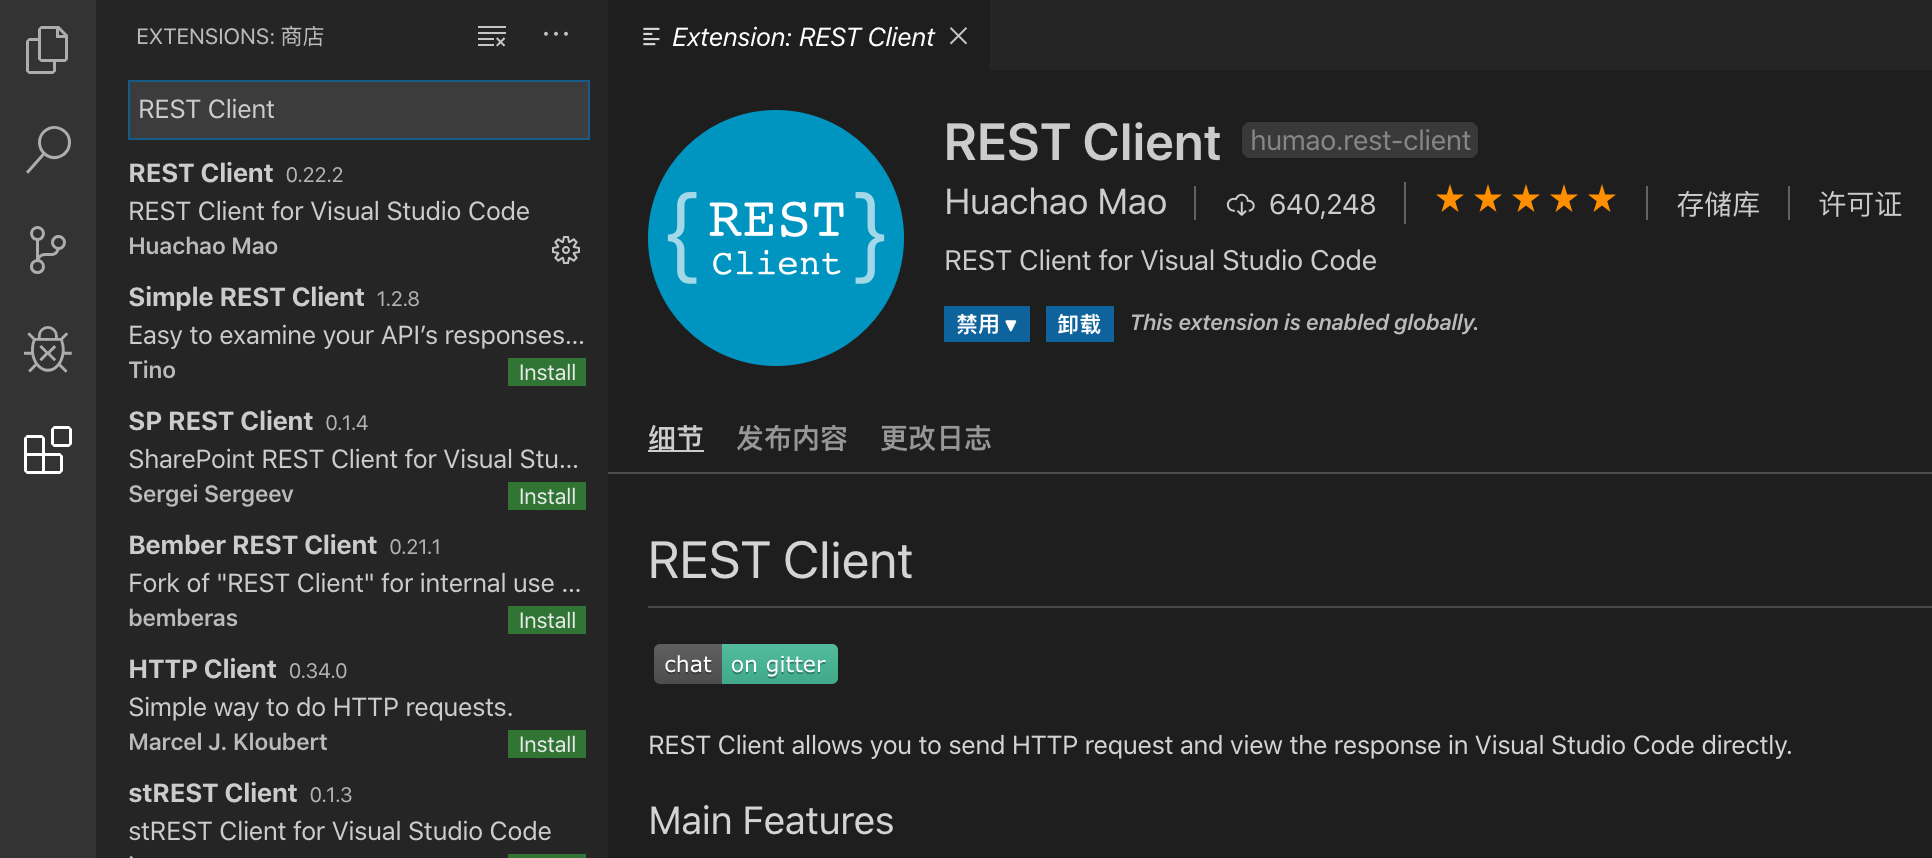 EXTENSIONS: 商店
REST Client
REST Client 0.22.2
REST Client for Visual Studio Code
Huachao Mao
Simple REST Client 1.2.8
Easy to examine your API’s responses...
Tino Install
SP REST Client 0.1.4
SharePoint REST Client for Visual Stu...
Sergei Sergeev Install
Bember REST Client 0.21.1
Fork of "REST Client" for internal use ...
bemberas Install
HTTP Client 0.34.0
Simple way to do HTTP requests.
Marcel J. Kloubert Install
stREST Client 0.1.3
stREST Client for Visual Studio Code
Extension: REST Client
{ REST
Client }
REST Client humao.rest-client
Huachao Mao 640,248 ★★★★★ 存储库 许可证
REST Client for Visual Studio Code
禁用▼ 卸载 This extension is enabled globally.
细节 发布内容 更改日志
REST Client
chat on gitter
REST Client allows you to send HTTP request and view the response in Visual Studio Code directly.
Main Features